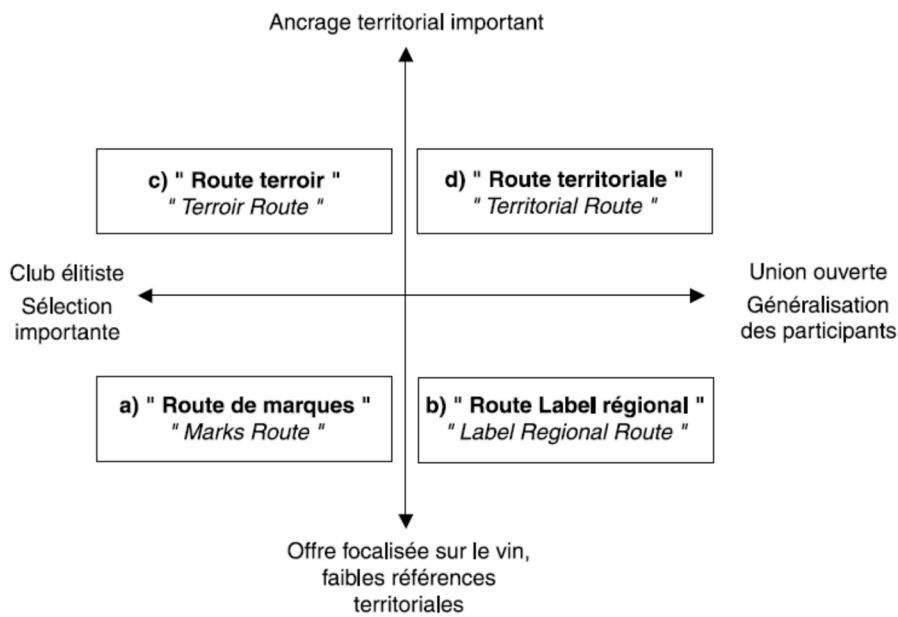 Ancrage territorial important
c) " Route terroir "
" Terroir Route "
d) " Route territoriale "
" Territorial Route "
Club élitiste
Sélection
importante
Union ouverte
Généralisation
des participants
a) " Route de marques "
" Marks Route "
b) " Route Label régional "
" Label Regional Route "
Offre focalisée sur le vin,
faibles références
territoriales